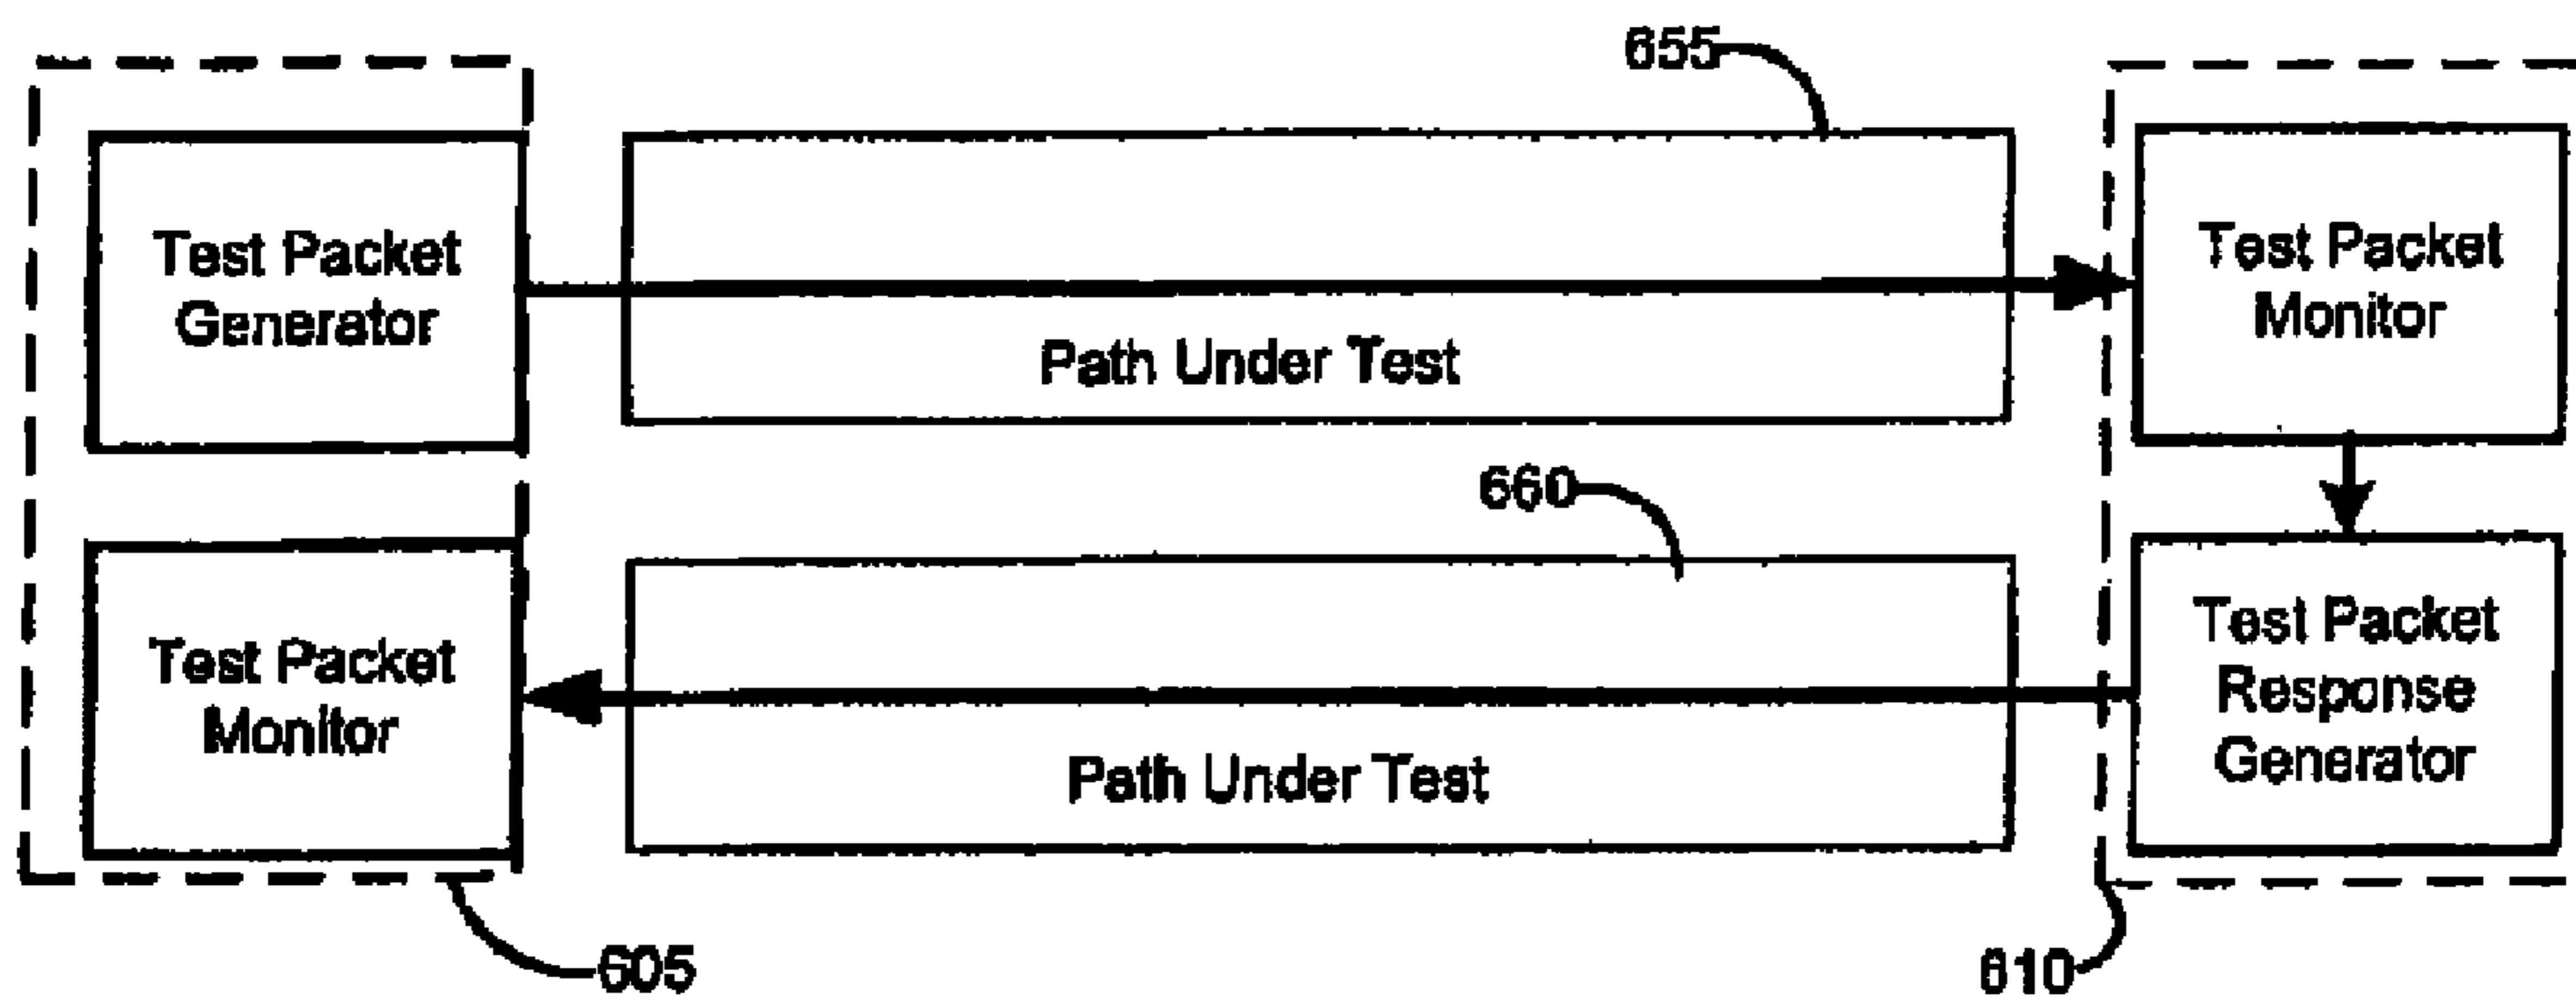 655
Test Packet
Generator
Path Under Test
Test Packet
Monitor
660
Test Packet
Monitor
Path Under Test
Test Packet
Response
Generator
605
610